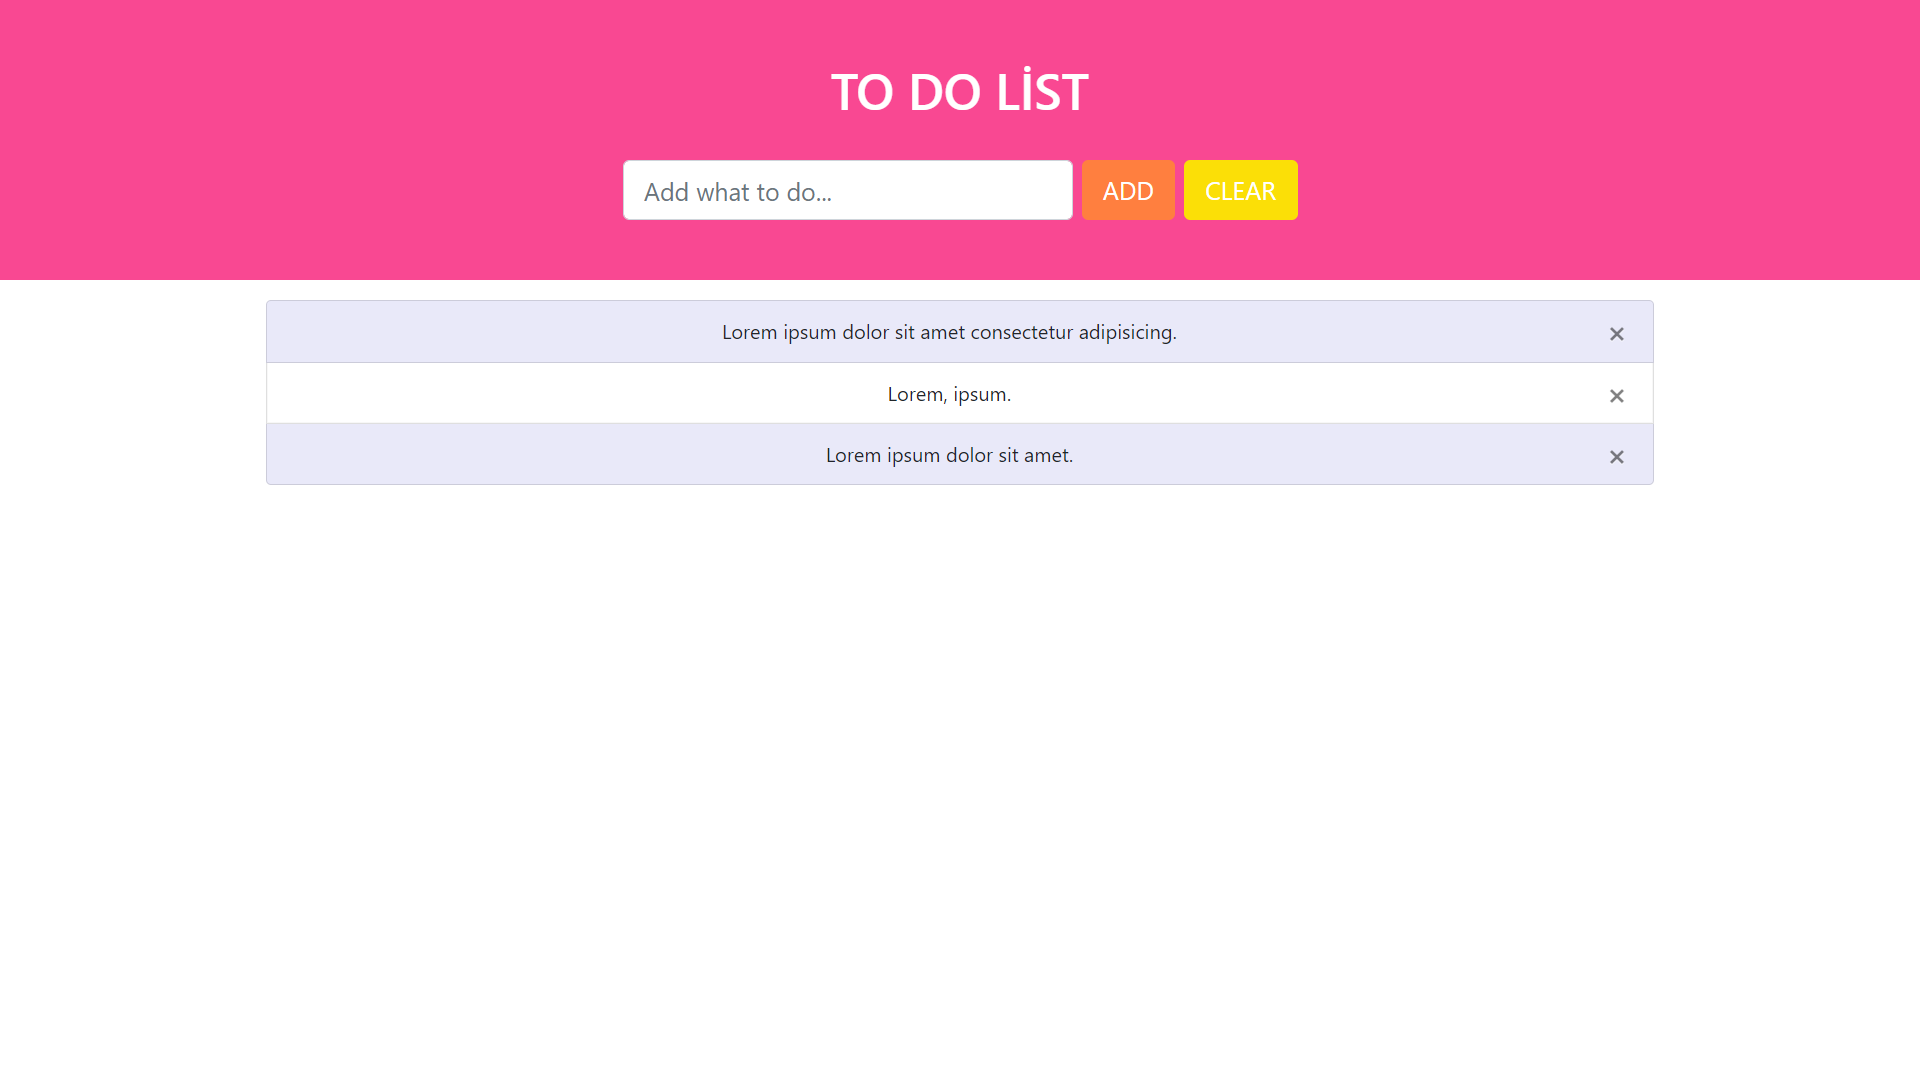 TO DO LİST
Add what to do...
ADD
CLEAR
Lorem ipsum dolor sit amet consectetur adipisicing.
×
Lorem, ipsum.
×
Lorem ipsum dolor sit amet.
×